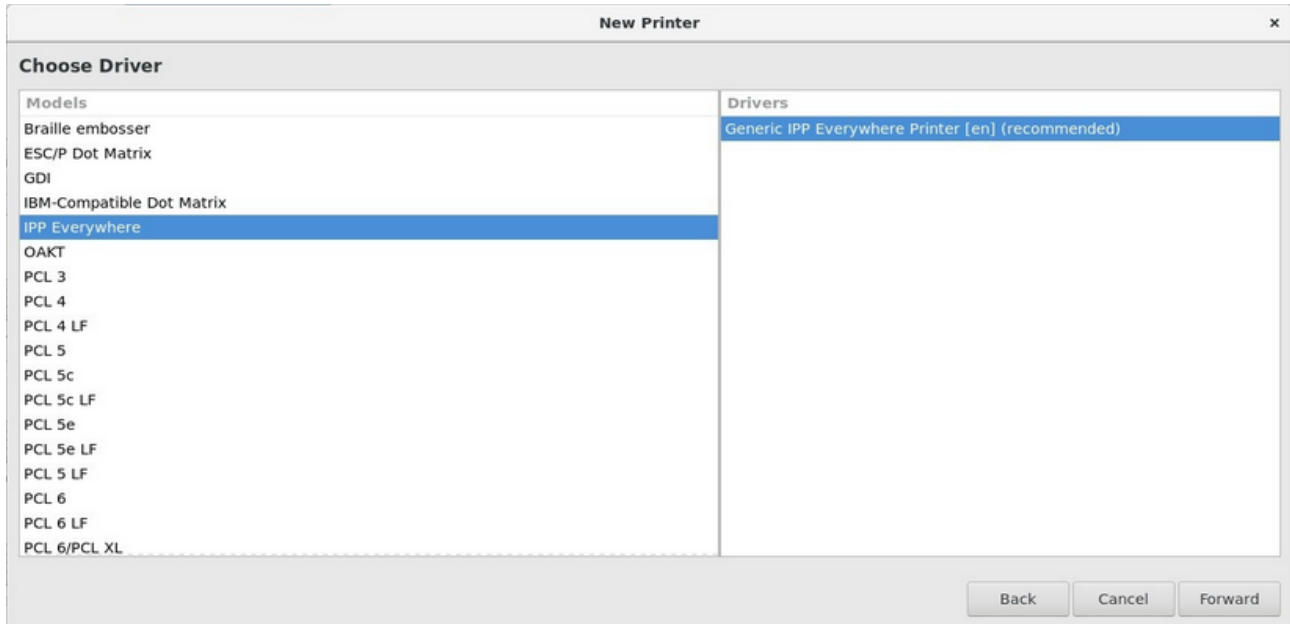 New Printer
×
Choose Driver
Models
Braille embosser
ESC/P Dot Matrix
GDI
IBM-Compatible Dot Matrix
IPP Everywhere
OAKT
PCL 3
PCL 4
PCL 4 LF
PCL 5
PCL 5c
PCL 5c LF
PCL 5e
PCL 5e LF
PCL 5 LF
PCL 6
PCL 6 LF
PCL 6/PCL XL
Drivers
Generic IPP Everywhere Printer [en] (recommended)
Back
Cancel
Forward